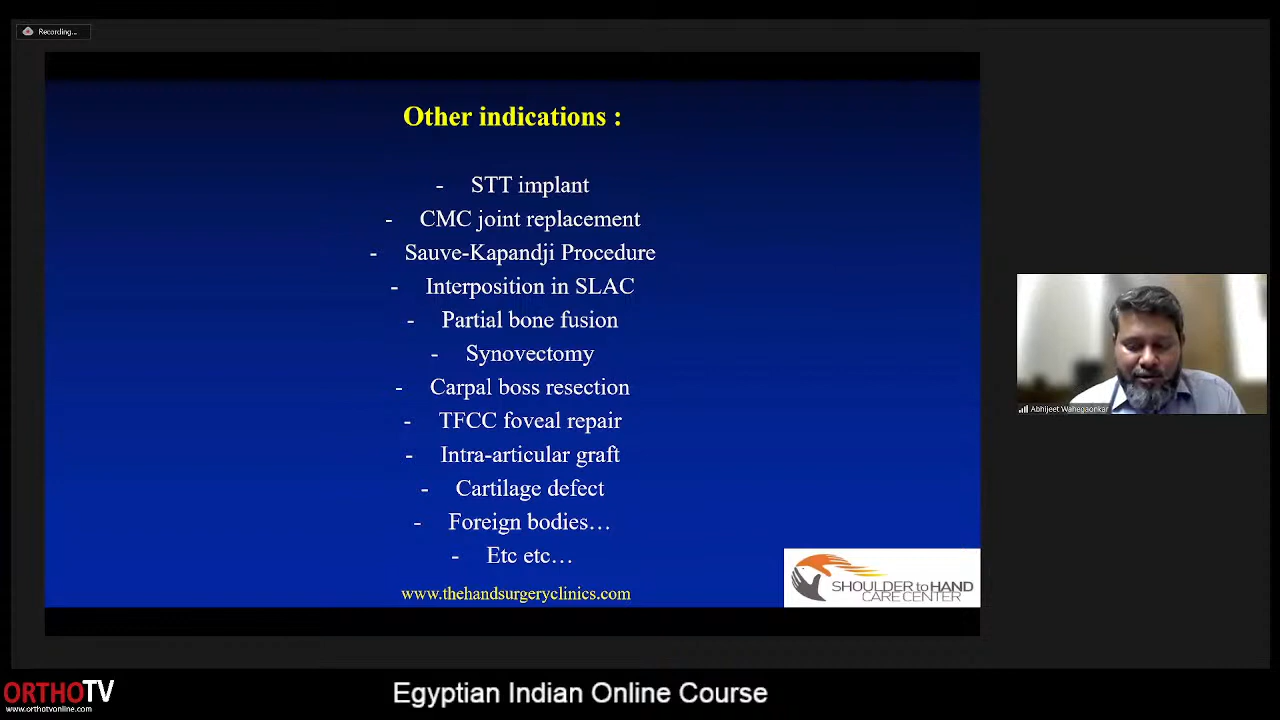 Recording...
Other indications :
- STT implant
- CMC joint replacement
- Sauve-Kapandji Procedure
- Interposition in SLAC
- Partial bone fusion
- Synovectomy
- Carpal boss resection
- TFCC foveal repair
- Intra-articular graft
- Cartilage defect
- Foreign bodies…
- Etc etc…
www.thehandsurgeryclinics.com
SHOULDER to HAND
CARE CENTER
Abhijeet Wahegaonkar
ORTHOTV
www.orthotvonline.com
Egyptian Indian Online Course